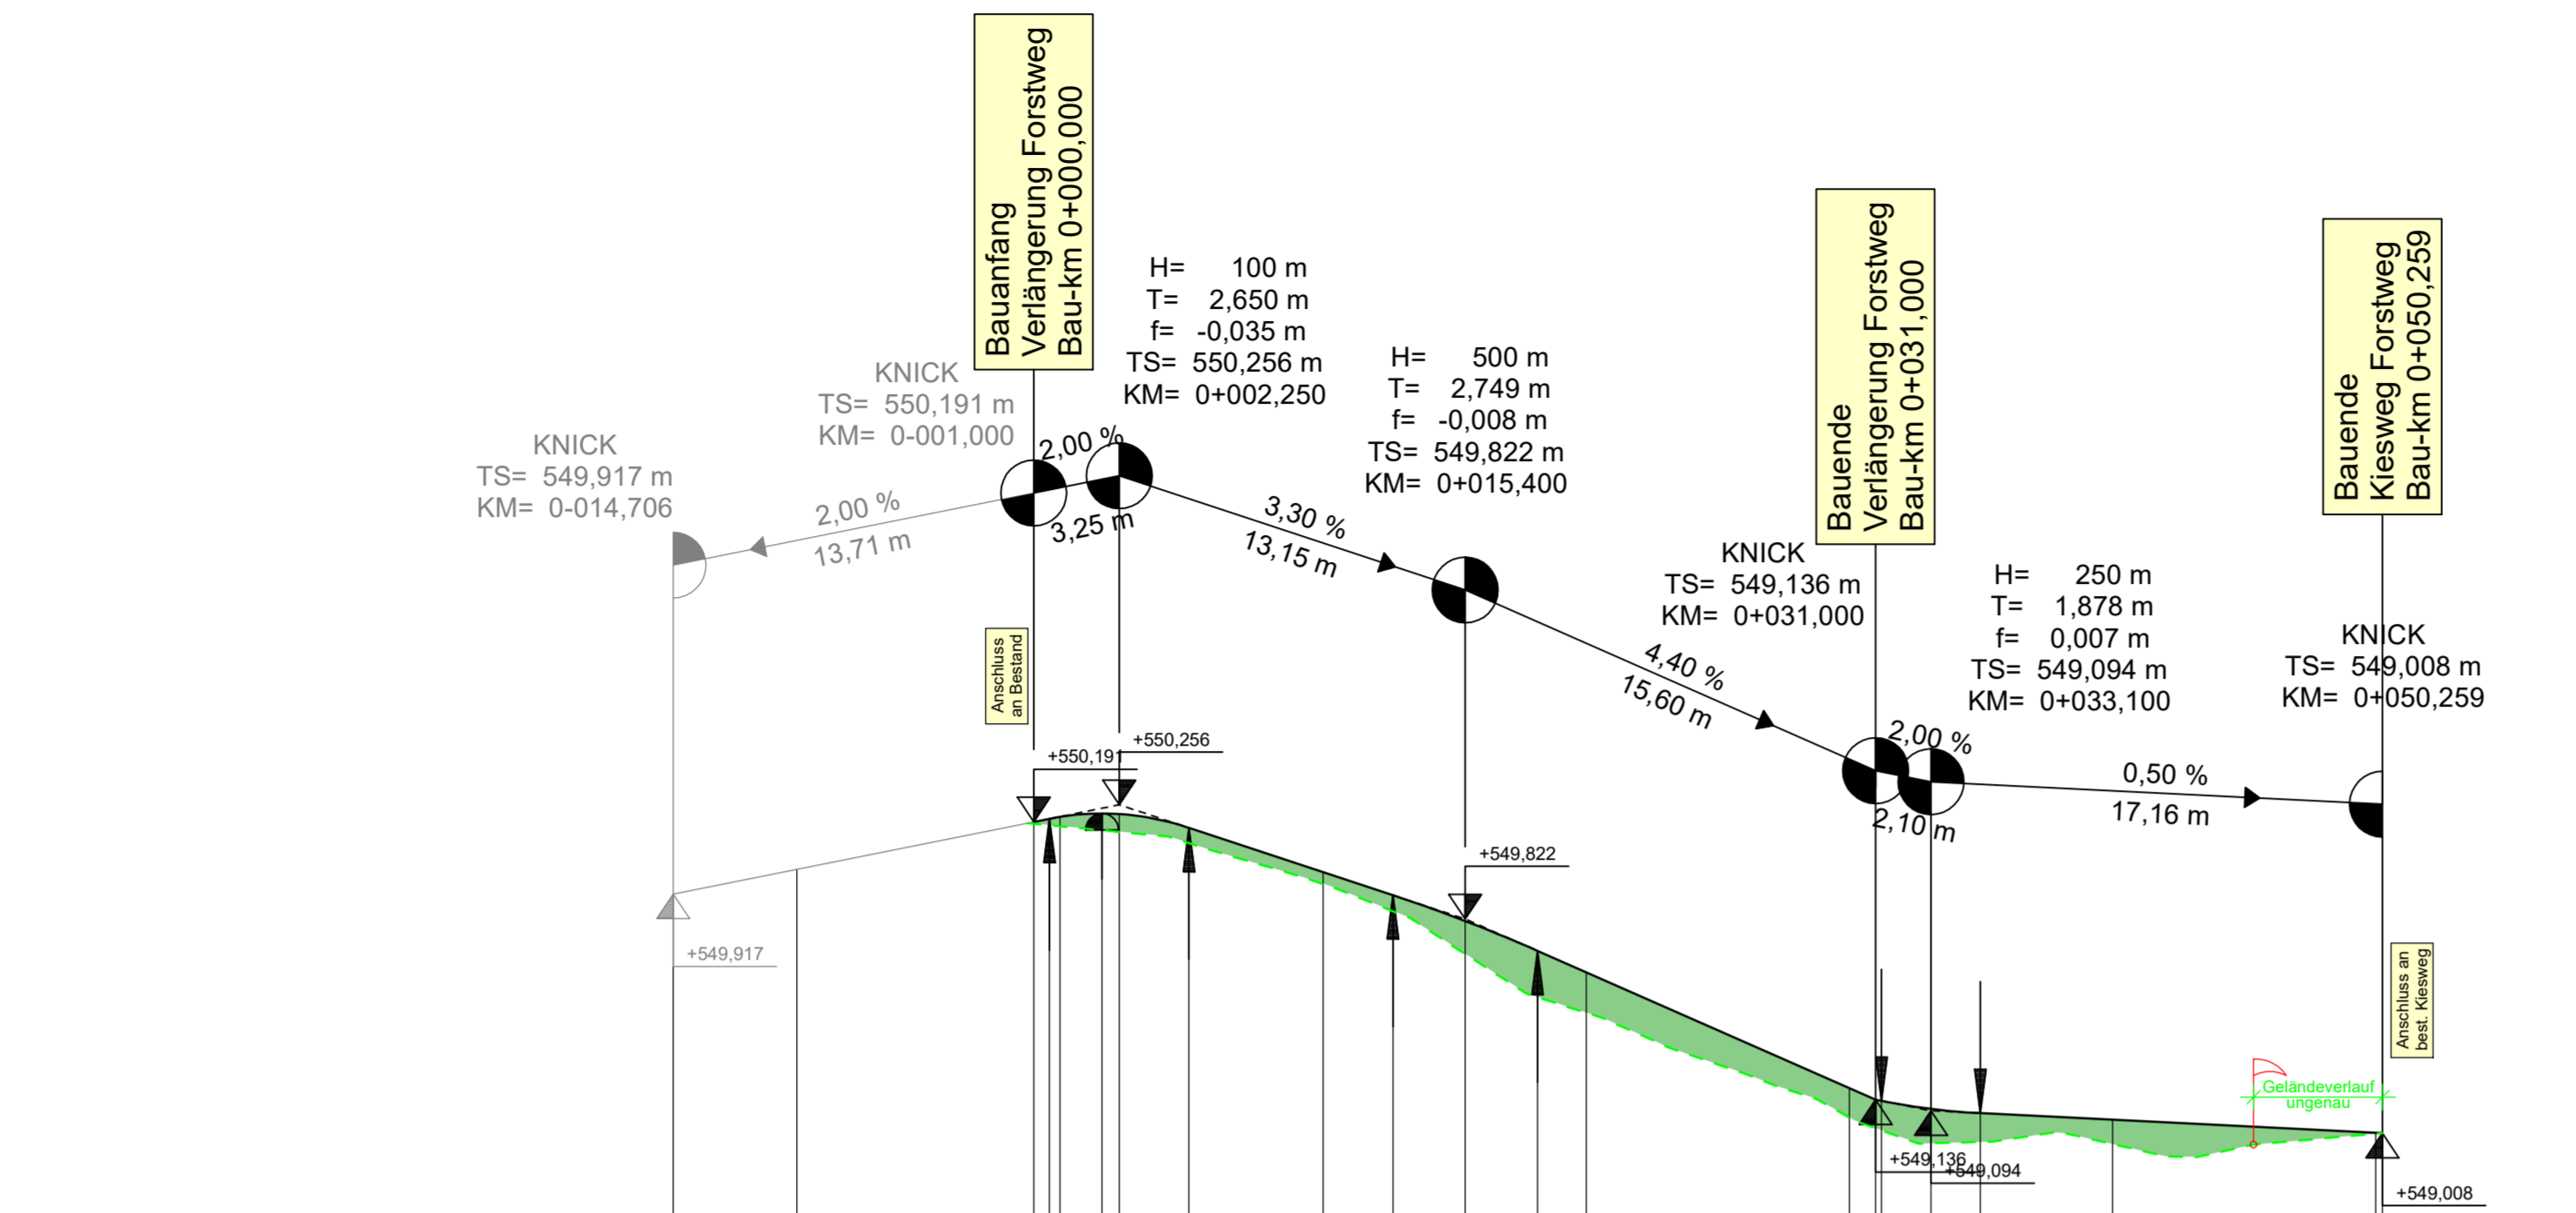 Bauanfang
Verlängerung Forstweg
Bau-km 0+000,000
H= 100 m
T= 2,650 m
f= -0,035 m
TS= 550,256 m
KM= 0+002,250
KNICK
TS= 550,191 m
KM= 0-001,000
KNICK
TS= 549,917 m
KM= 0-014,706
2,00 %
13,71 m
2,00 %
3,25 m
H= 500 m
T= 2,749 m
f= -0,008 m
TS= 549,822 m
KM= 0+015,400
3,30 %
13,15 m
Bauende
Verlängerung Forstweg
Bau-km 0+031,000
KNICK
TS= 549,136 m
KM= 0+031,000
4,40 %
15,60 m
H= 250 m
T= 1,878 m
f= 0,007 m
TS= 549,094 m
KM= 0+033,100
2,00 %
2,10 m
Bauende
Kiesweg Forstweg
Bau-km 0+050,259
KNICK
TS= 549,008 m
KM= 0+050,259
0,50 %
17,16 m
Anschluss
an Bestand
+550,191
+550,256
+549,822
+549,917
Anschluss an
best. Kiesweg
Geländeverlauf
ungenau
+549,136
+549,094
+549,008